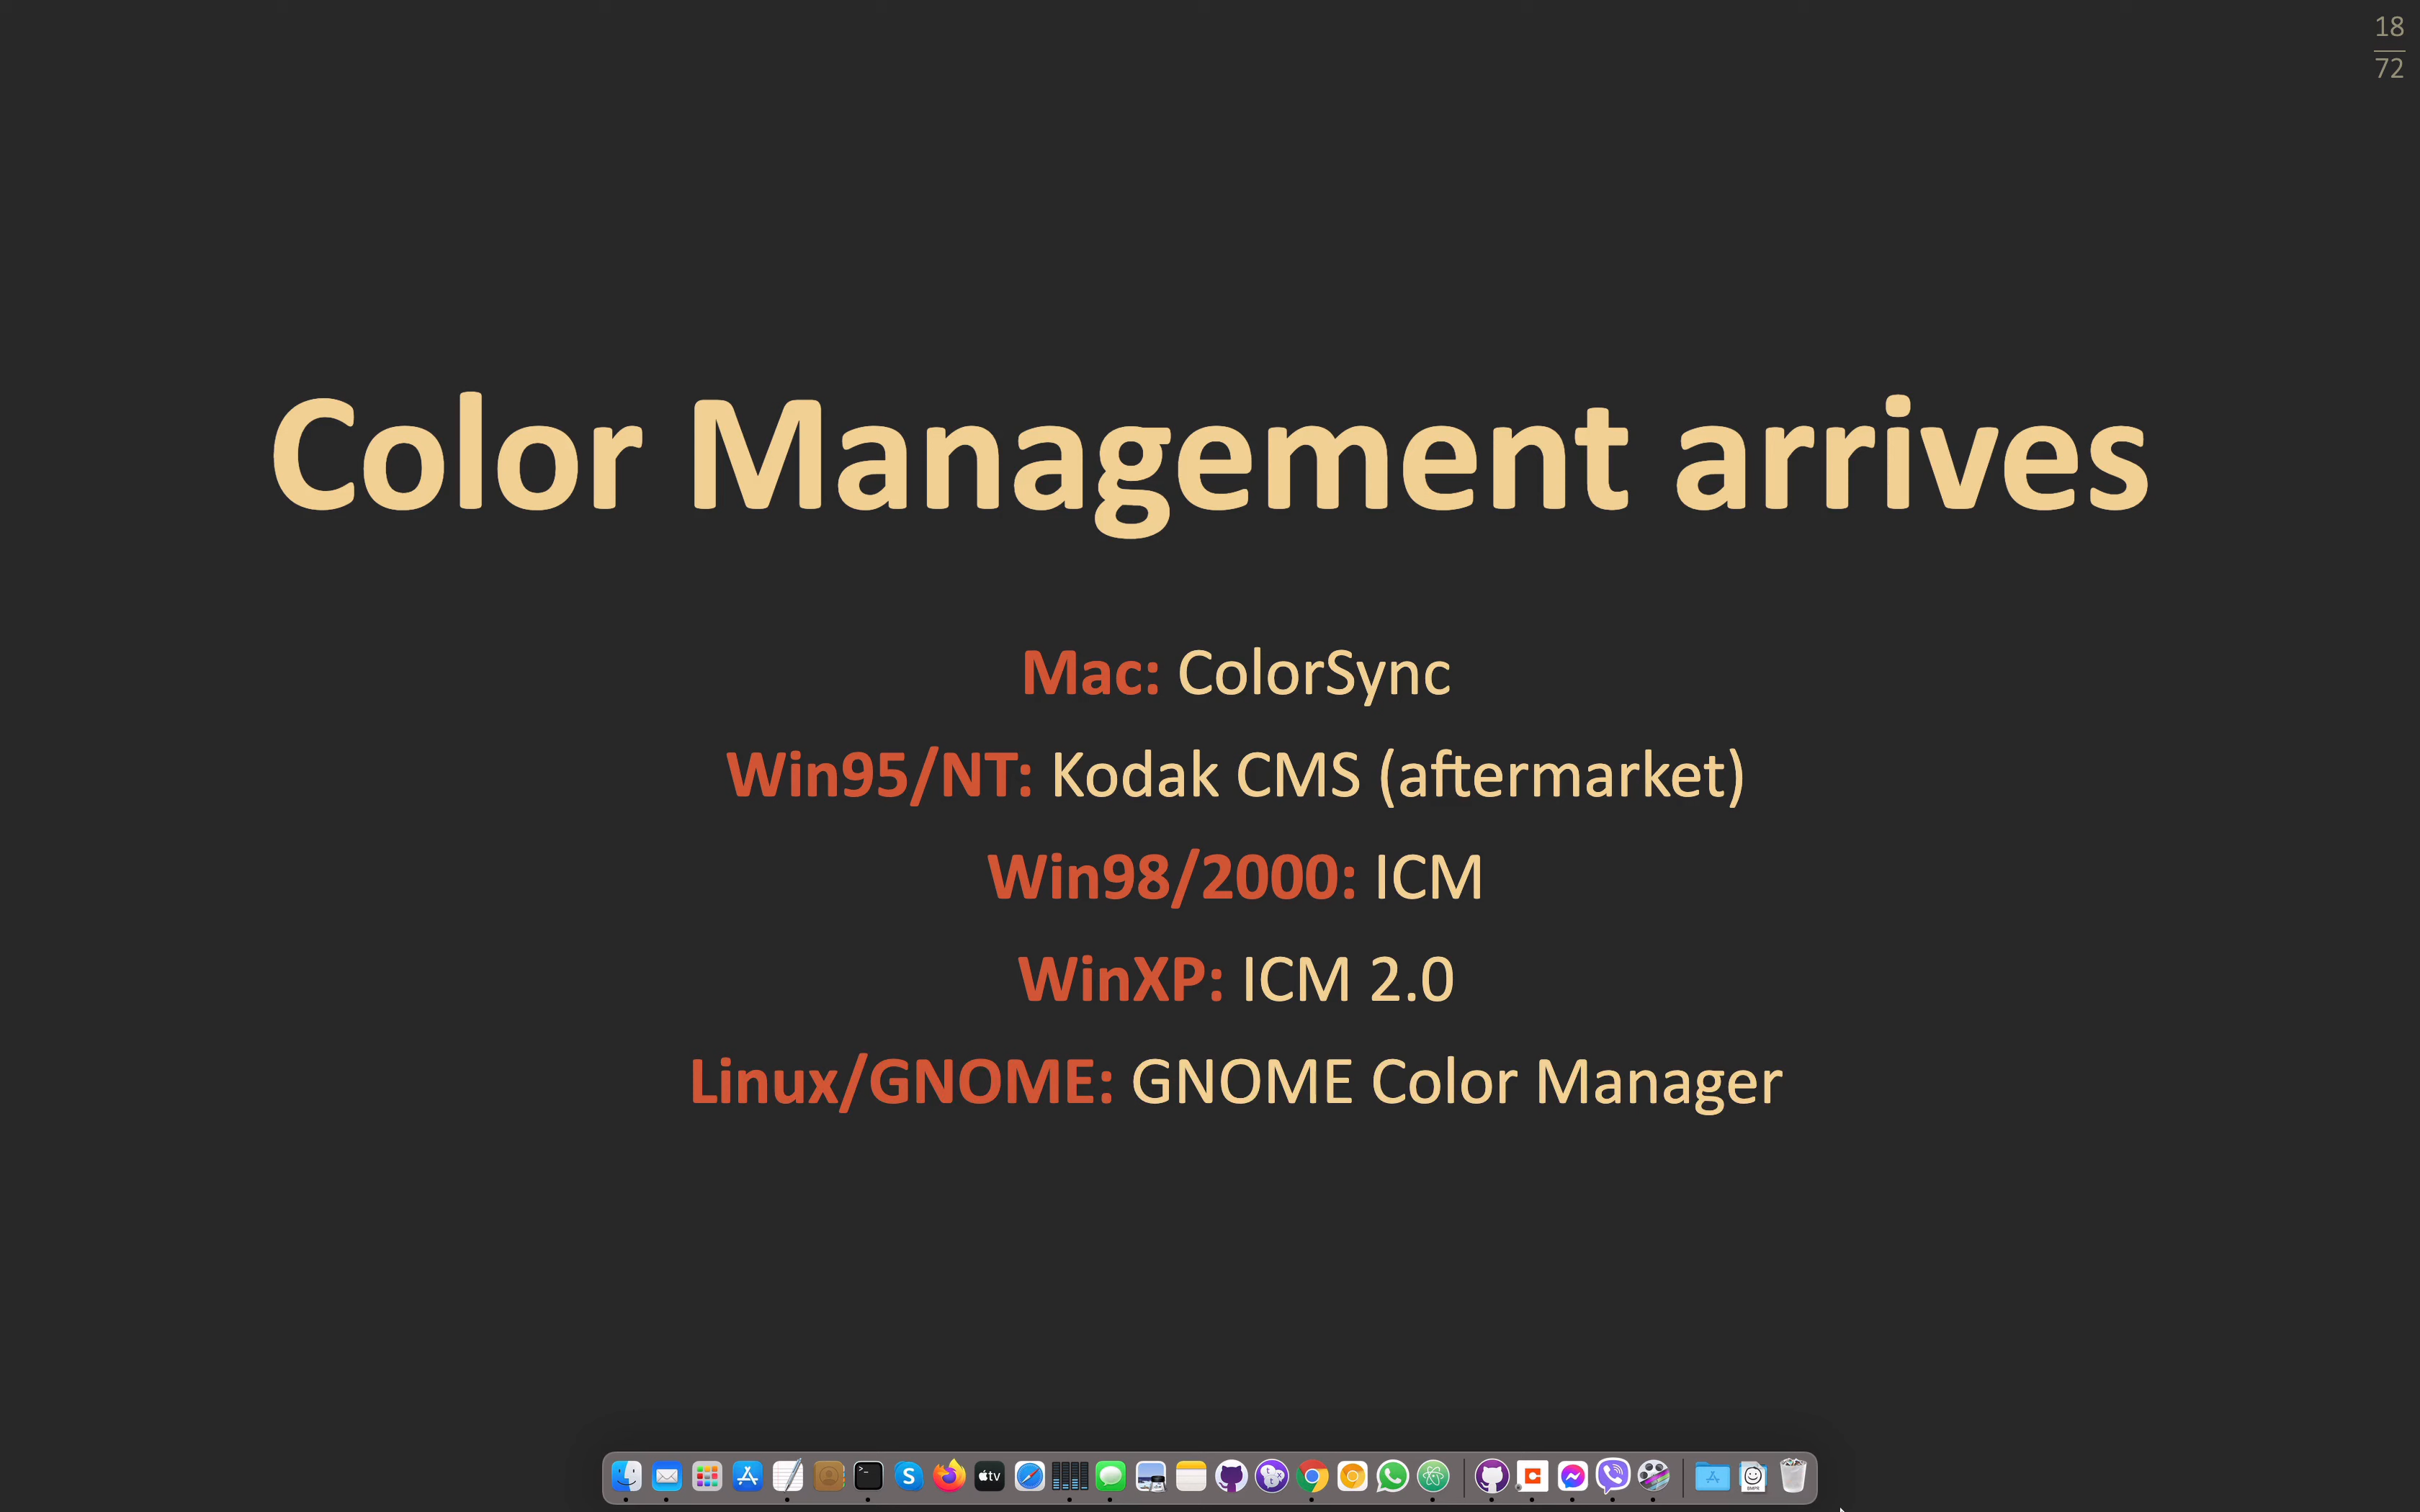 18
72
Color Management arrives
Mac: ColorSync
Win95/NT: Kodak CMS (aftermarket)
Win98/2000: ICM
WinXP: ICM 2.0
Linux/GNOME: GNOME Color Manager
tv